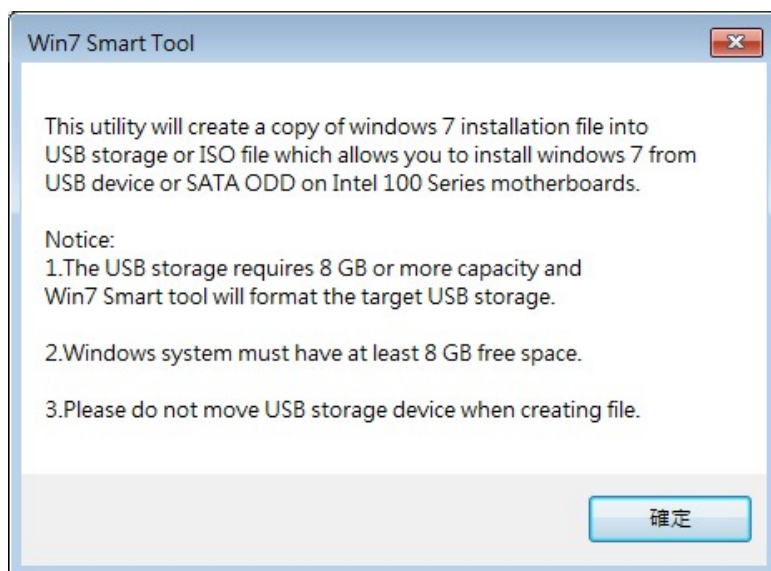 Win7 Smart Tool
This utility will create a copy of windows 7 installation file into
USB storage or ISO file which allows you to install windows 7 from
USB device or SATA ODD on Intel 100 Series motherboards.
Notice:
1.The USB storage requires 8 GB or more capacity and
Win7 Smart tool will format the target USB storage.
2.Windows system must have at least 8 GB free space.
3.Please do not move USB storage device when creating file.
確定